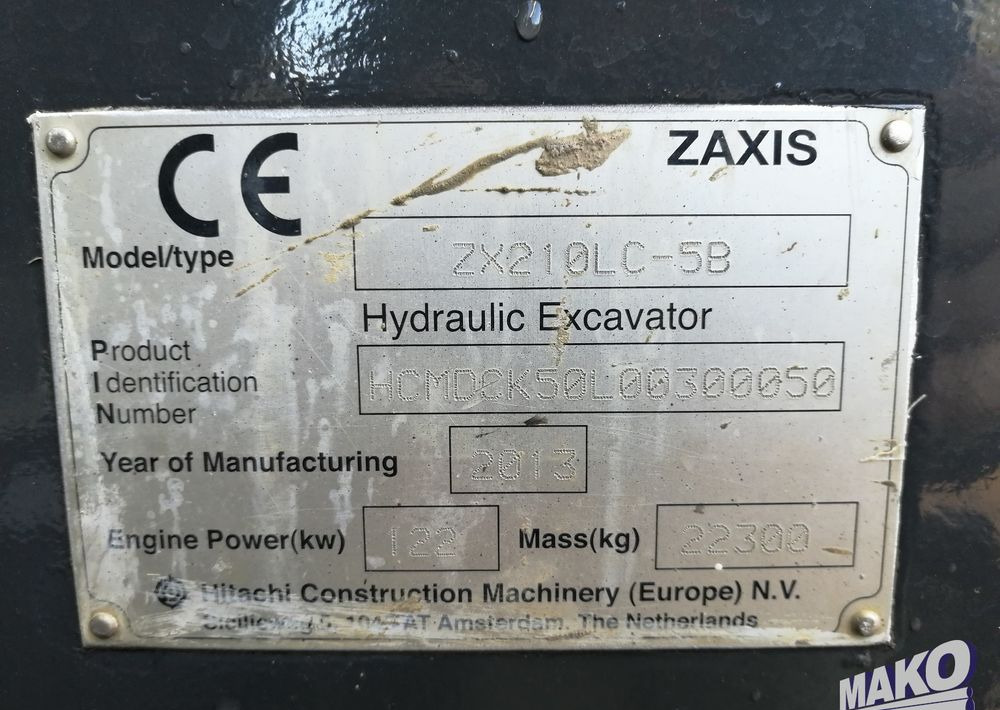 CE
ZAXIS
Model/type ZX210LC-5B
Hydraulic Excavator
Product
Identification
Number
HCMDCK50L00300050
Year of Manufacturing 2013
Engine Power(kw) 122 Mass(kg) 22300
Hitachi Construction Machinery (Europe) N.V.
Amsterdam. The Netherlands
MAKO